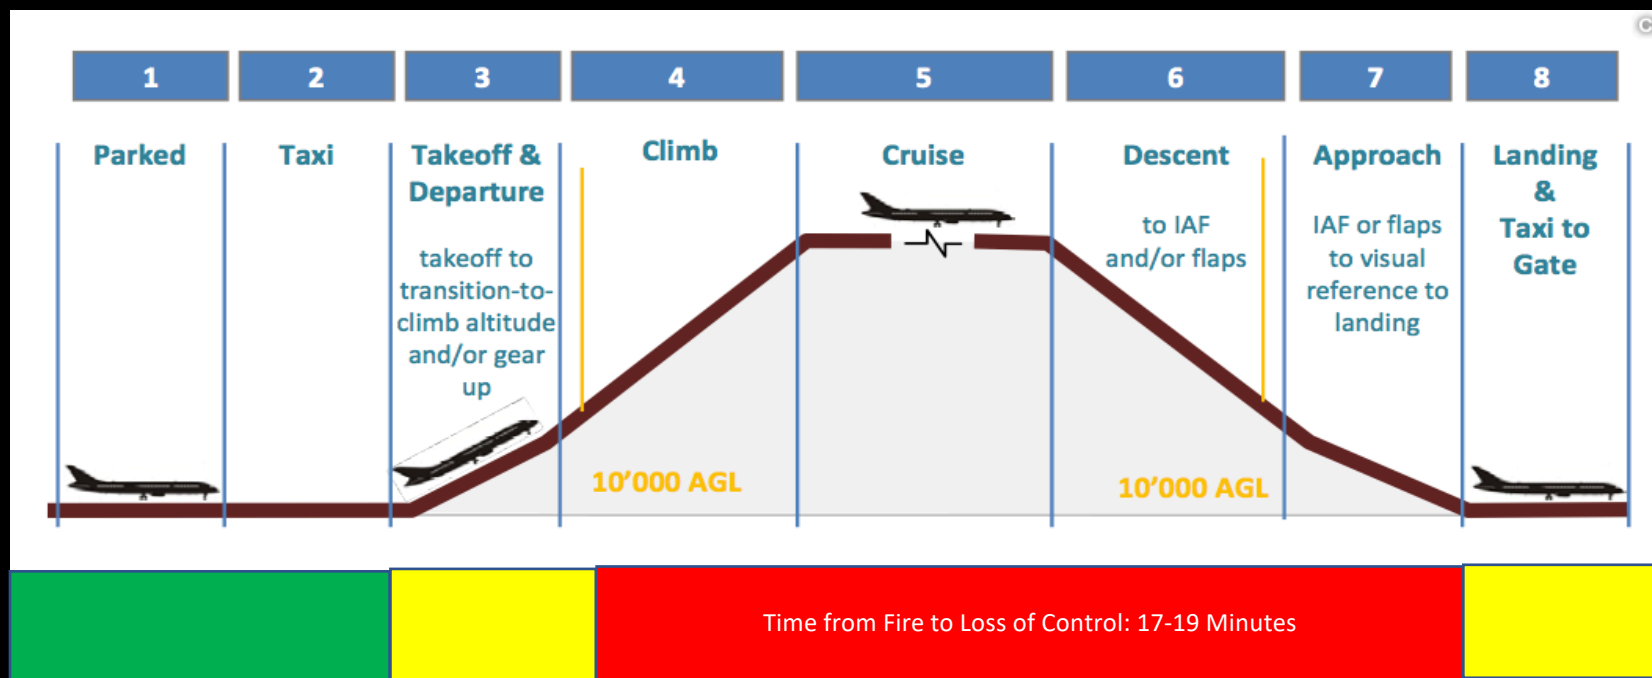 1
2
3
4
5
6
7
8
Parked
Taxi
Takeoff &
Departure
takeoff to
transition-to-
climb altitude
and/or gear
up
Climb
Cruise
Descent
to IAF
and/or flaps
Approach
IAF or flaps
to visual
reference to
landing
Landing
&
Taxi to
Gate
10’000 AGL
10’000 AGL
Time from Fire to Loss of Control: 17-19 Minutes